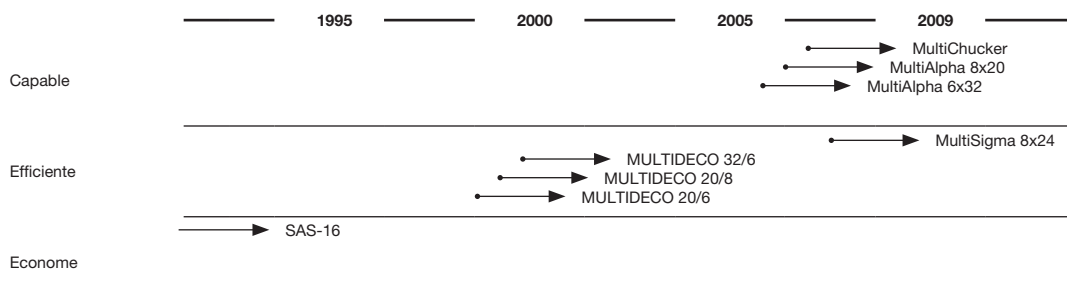 1995 2000 2005 2009
MultiChucker
MultiAlpha 8x20
Capable
MultiAlpha 6x32
MultiSigma 8x24
MULTIDECO 32/6
Efficiente
MULTIDECO 20/8
MULTIDECO 20/6
SAS-16
Econome